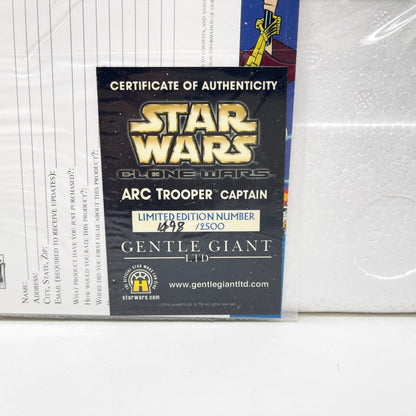 CERTIFICATE OF AUTHENTICITY
STAR
WARS
CLONE WARS
ARC TROOPER CAPTAIN
LIMITED EDITION NUMBER
1498 /2500
GENTLE GIANT
LTD
starwars.com
www.gentlegiantltd.com
NAME:
ADDRESS:
CITY, STATE, ZIP:
EMAIL (REQUIRED TO RECEIVE UPDATES):
WHAT PRODUCT HAVE YOU JUST PURCHASED?:
HOW WOULD YOU RATE THIS PRODUCT?:
WHERE DID YOU FIRST HEAR ABOUT THIS PRODUCT?: